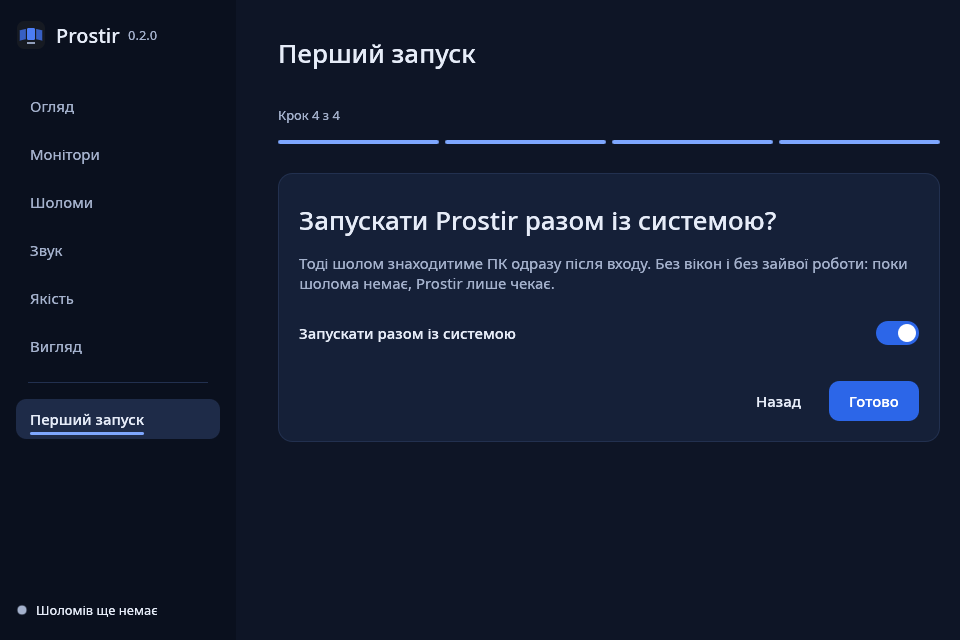 Prostir 0.2.0
Огляд
Монітори
Шоломи
Звук
Якість
Вигляд
Перший запуск
Шоломів ще немає
Перший запуск
Крок 4 з 4
Запускати Prostir разом із системою?
Тоді шолом знаходитиме ПК одразу після входу. Без вікон і без зайвої роботи: поки
шолома немає, Prostir лише чекає.
Запускати разом із системою
Назад
Готово